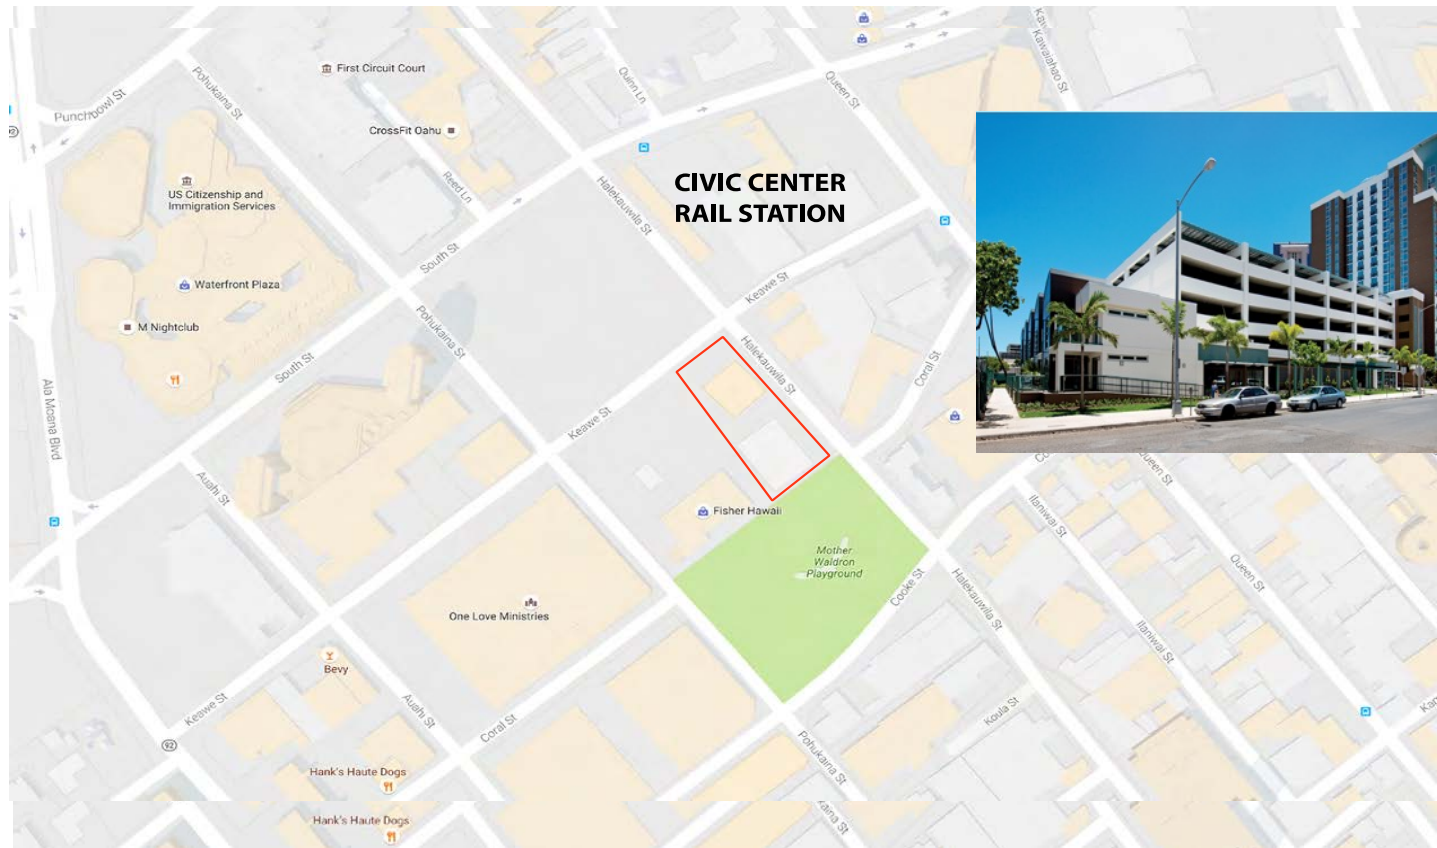 Punchbowl St
Pohukaina St
First Circuit Court
Quinn Ln
Queen St
Kawaiahao St
CrossFit Oahu
US Citizenship and
Immigration Services
Reed Ln
Halekauwila St
CIVIC CENTER
RAIL STATION
South St
Waterfront Plaza
Keawe St
M Nightclub
Pohukaina St
Halekauwila St
Coral St
South St
Ala Moana Blvd
Keawe St
Auahi St
Fisher Hawaii
Queen St
Ilaniwai St
Mother
Waldron
Playground
Cooke St
Halekauwila St
Queen St
One Love Ministries
Ilaniwai St
Bevy
Keawe St
Auahi St
Coral St
Koula St
92
Pohukaina St
Hank's Haute Dogs
Hank's Haute Dogs